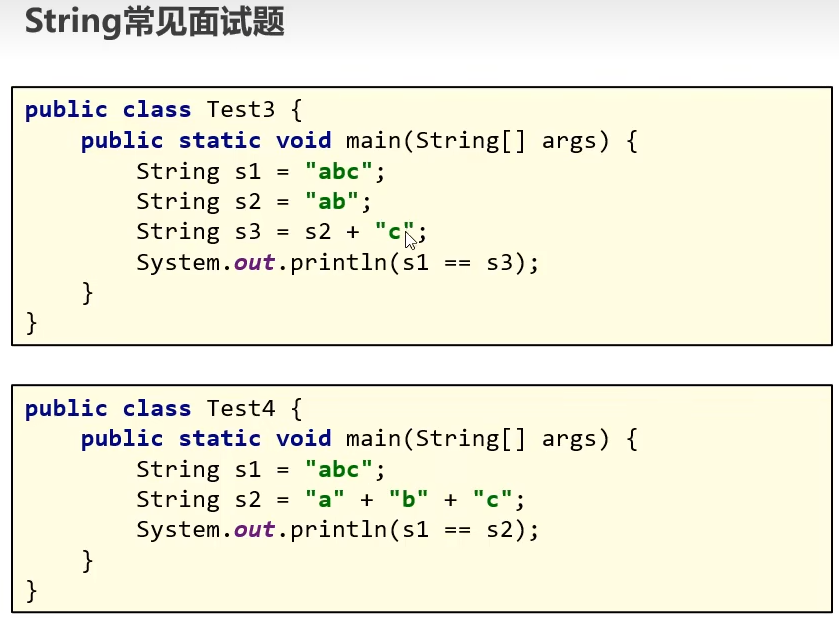 String常见面试题
public class Test3 {
    public static void main(String[] args) {
        String s1 = "abc";
        String s2 = "ab";
        String s3 = s2 + "c";
        System.out.println(s1 == s3);
    }
}
public class Test4 {
    public static void main(String[] args) {
        String s1 = "abc";
        String s2 = "a" + "b" + "c";
        System.out.println(s1 == s2);
    }
}